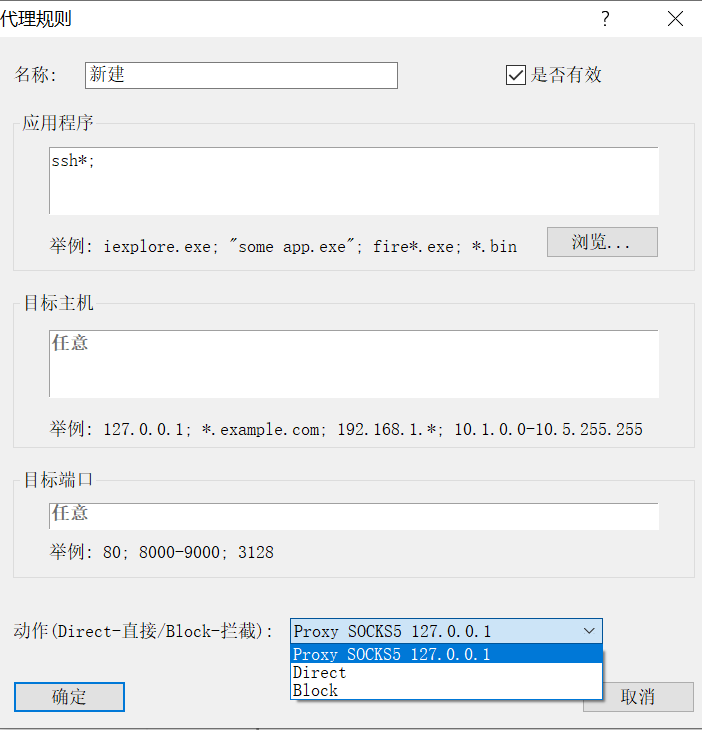 代理规则 ?
名称: 新建 是否有效
应用程序
ssh*;
举例: iexplore.exe; "some app.exe"; fire*.exe; *.bin 浏览...
目标主机
任意
举例: 127.0.0.1; *.example.com; 192.168.1.*; 10.1.0.0-10.5.255.255
目标端口
任意
举例: 80; 8000-9000; 3128
动作(Direct-直接/Block-拦截): Proxy SOCKS5 127.0.0.1
Proxy SOCKS5 127.0.0.1
Direct
Block
确定 取消